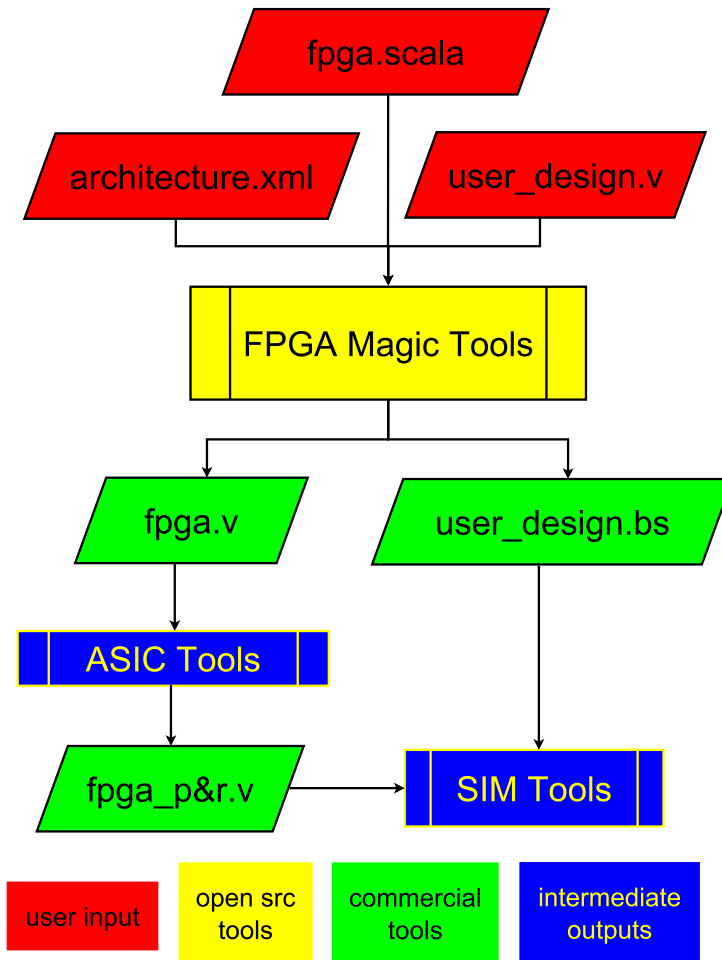 fpga.scala
architecture.xml
user_design.v
FPGA Magic Tools
fpga.v
user_design.bs
ASIC Tools
fpga_p&r.v
SIM Tools
user input
open src
tools
commercial
tools
intermediate
outputs